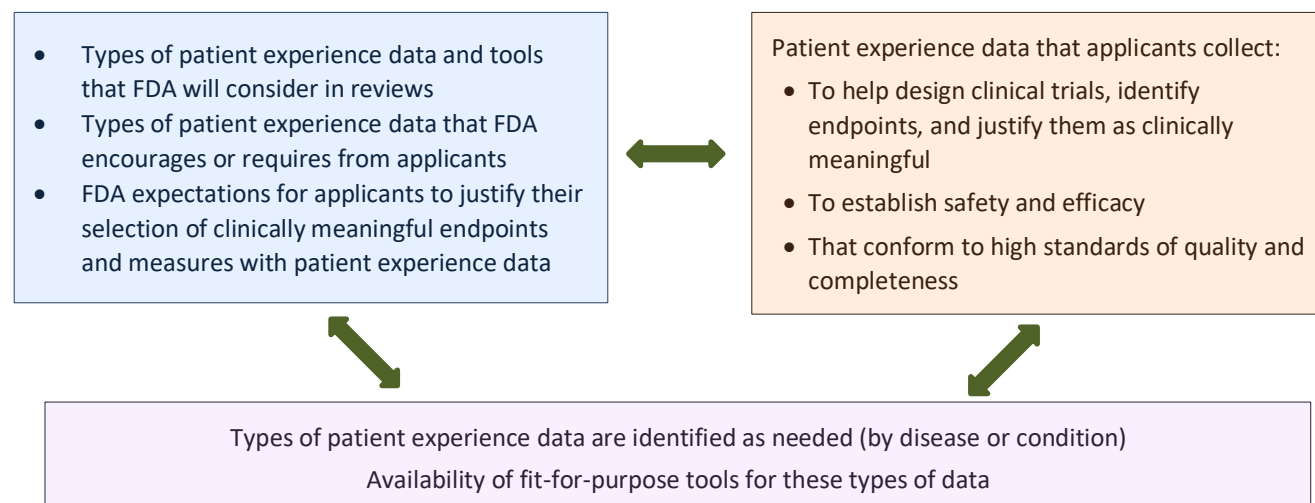 • Types of patient experience data and tools
that FDA will consider in reviews
• Types of patient experience data that FDA
encourages or requires from applicants
• FDA expectations for applicants to justify their
selection of clinically meaningful endpoints
and measures with patient experience data
Patient experience data that applicants collect:
• To help design clinical trials, identify
endpoints, and justify them as clinically
meaningful
• To establish safety and efficacy
• That conform to high standards of quality and
completeness
Types of patient experience data are identified as needed (by disease or condition)
Availability of fit-for-purpose tools for these types of data